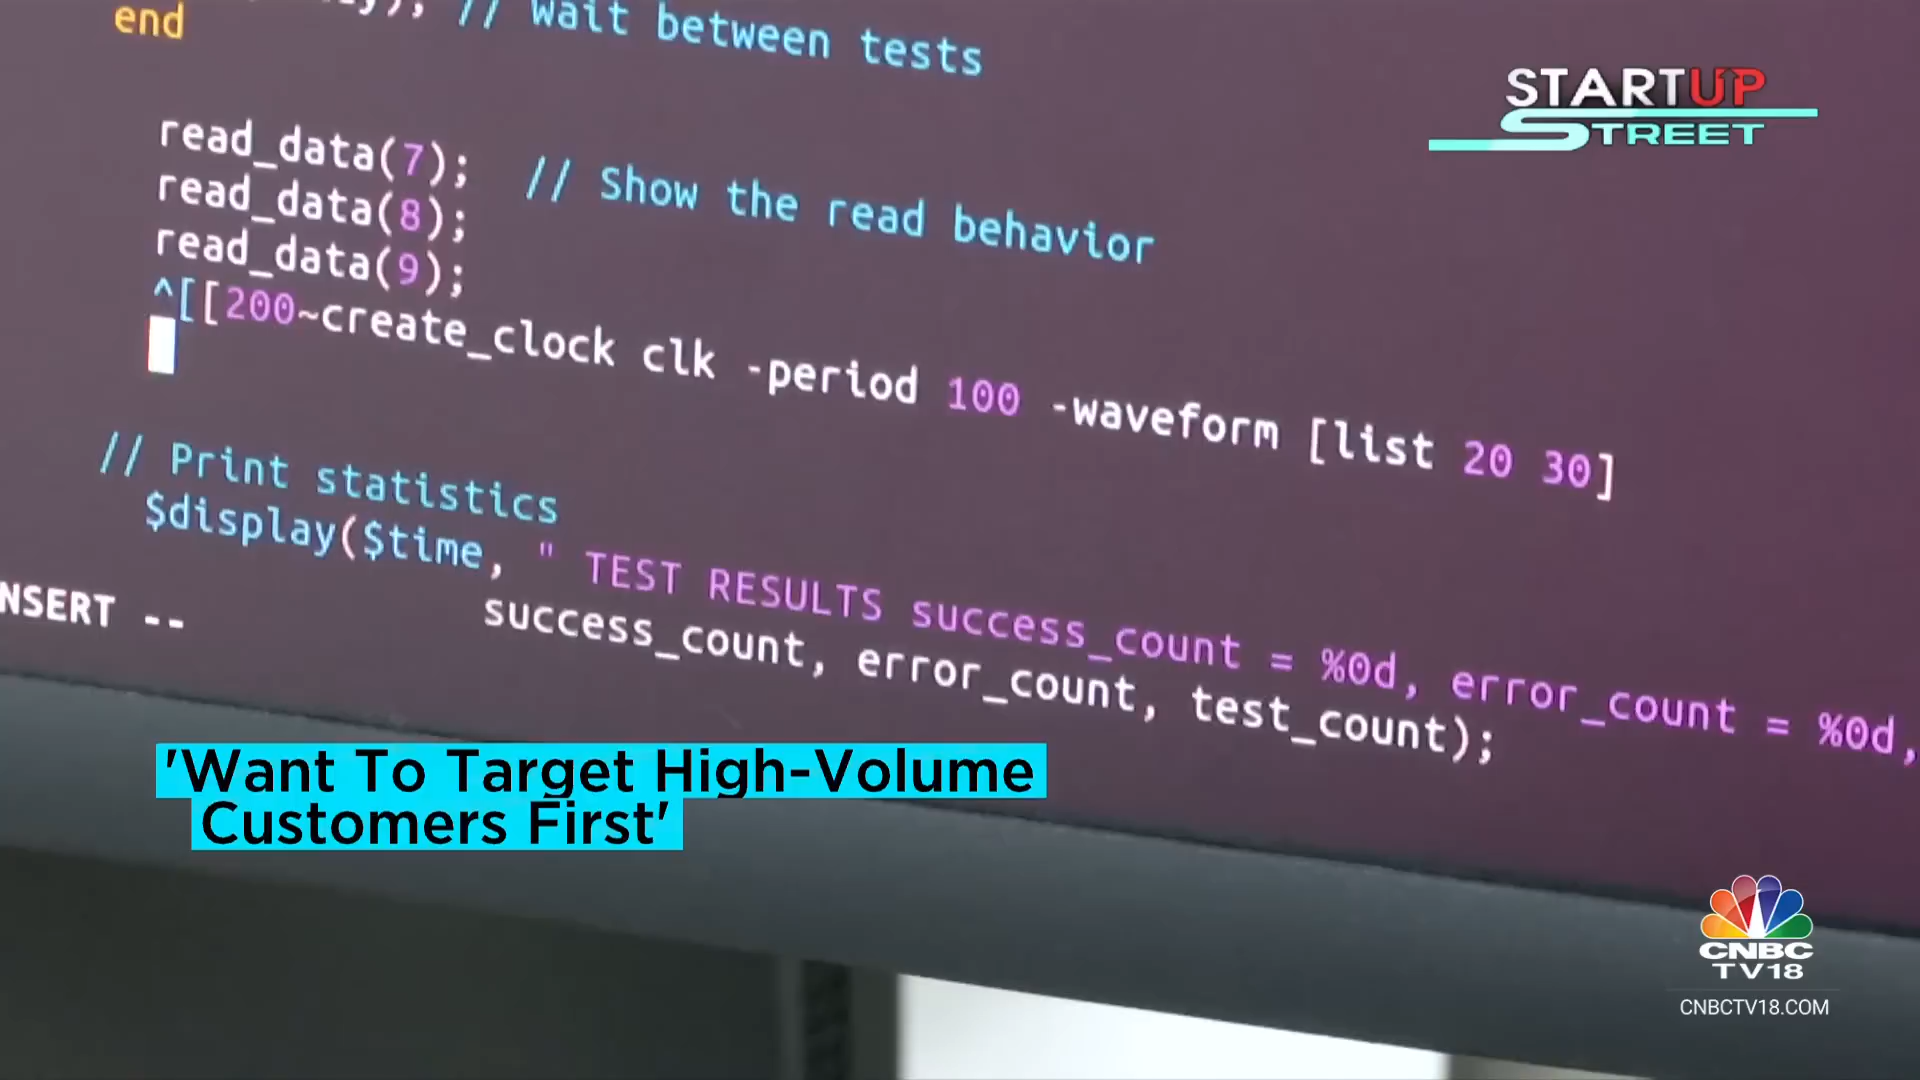 // Wait between tests
end
read_data(7); // Show the read behavior
read_data(8);
read_data(9);
^[[200~create_clock clk -period 100 -waveform [list 20 30]
// Print statistics
$display($time, " TEST RESULTS success_count = %0d, error_count = %0d,
success_count, error_count, test_count);
NSERT --
STARTUP
STREET
'Want To Target High-Volume
Customers First'
CNBC
TV18
CNBCTV18.COM